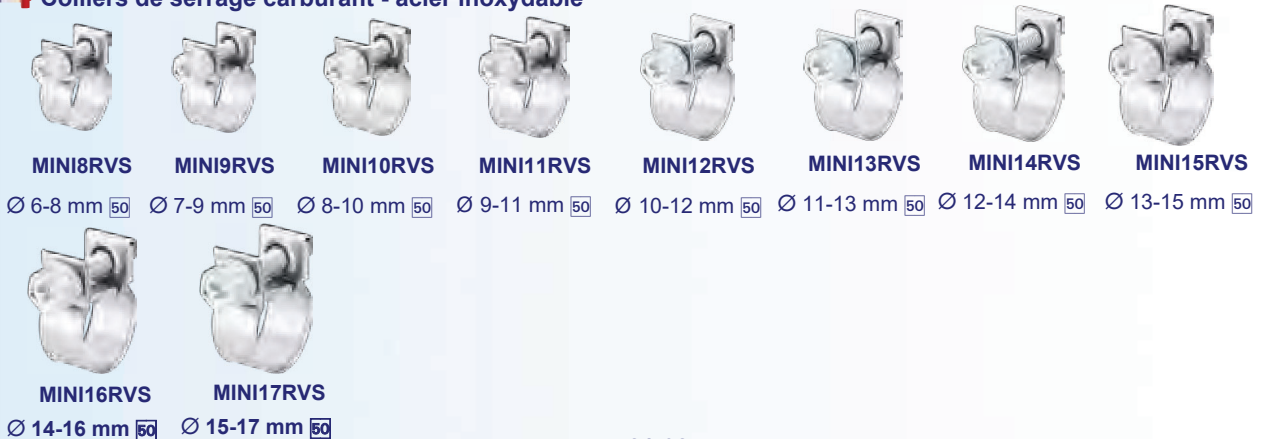 Colliers de serrage carburant - acier inoxydable
MINI8RVS MINI9RVS MINI10RVS MINI11RVS MINI12RVS MINI13RVS MINI14RVS MINI15RVS
Ø 6-8 mm 50 Ø 7-9 mm 50 Ø 8-10 mm 50 Ø 9-11 mm 50 Ø 10-12 mm 50 Ø 11-13 mm 50 Ø 12-14 mm 50 Ø 13-15 mm 50
MINI16RVS MINI17RVS
Ø 14-16 mm 50 Ø 15-17 mm 50